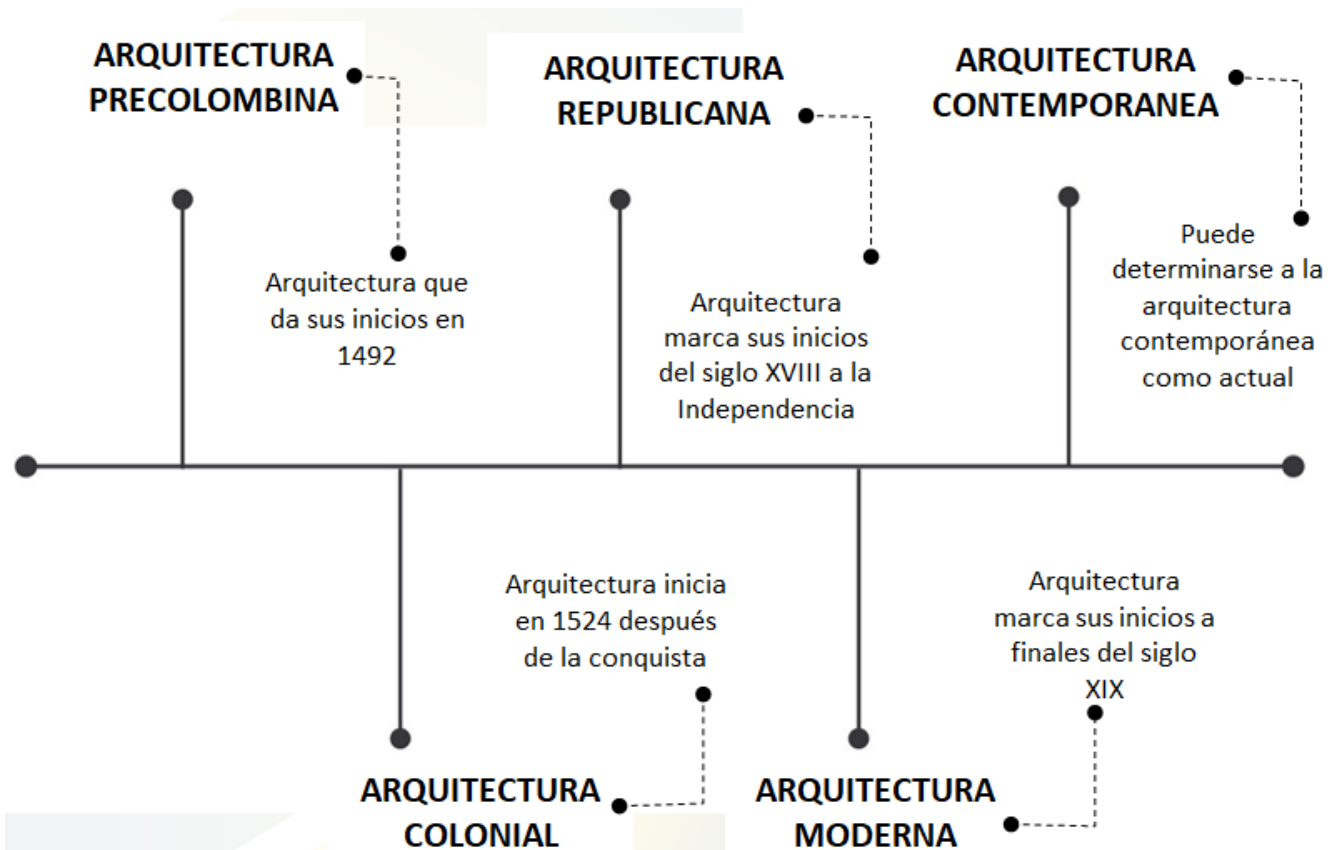 ARQUITECTURA
PRECOLOMBINA
Arquitectura que
da sus inicios en
1492
ARQUITECTURA
REPUBLICANA
Arquitectura
marca sus inicios
del siglo XVIII a la
Independencia
ARQUITECTURA
CONTEMPORANEA
Puede
determinarse a la
arquitectura
contemporánea
como actual
Arquitectura inicia
en 1524 después
de la conquista
ARQUITECTURA
COLONIAL
Arquitectura
marca sus inicios a
finales del siglo
XIX
ARQUITECTURA
MODERNA